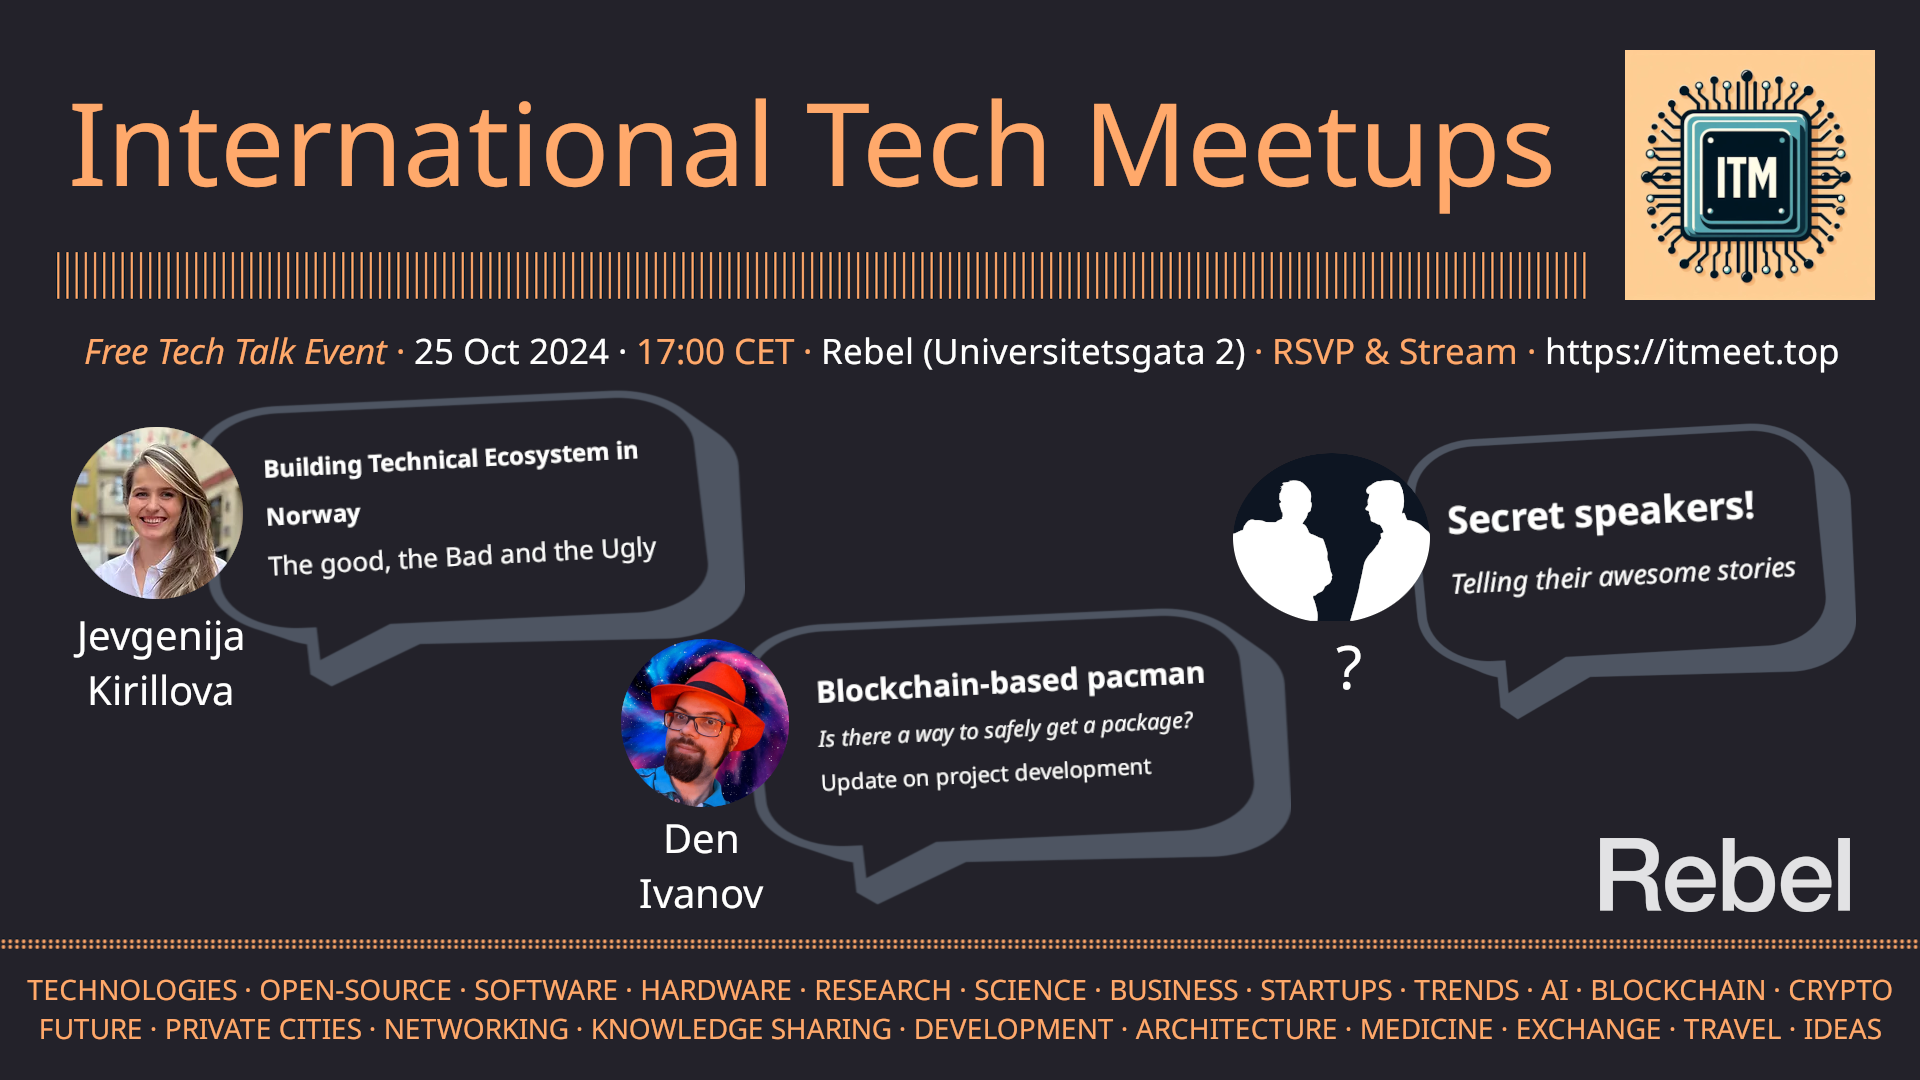 International Tech Meetups
ITM
Free Tech Talk Event · 25 Oct 2024 · 17:00 CET · Rebel (Universitetsgata 2) · RSVP & Stream · https://itmeet.top
Building Technical Ecosystem in
Norway
The good, the Bad and the Ugly
Jevgenija
Kirillova
Blockchain-based pacman
Is there a way to safely get a package?
Update on project development
Den
Ivanov
Secret speakers!
Telling their awesome stories
?
Rebel
TECHNOLOGIES · OPEN-SOURCE · SOFTWARE · HARDWARE · RESEARCH · SCIENCE · BUSINESS · STARTUPS · TRENDS · AI · BLOCKCHAIN · CRYPTO
FUTURE · PRIVATE CITIES · NETWORKING · KNOWLEDGE SHARING · DEVELOPMENT · ARCHITECTURE · MEDICINE · EXCHANGE · TRAVEL · IDEAS